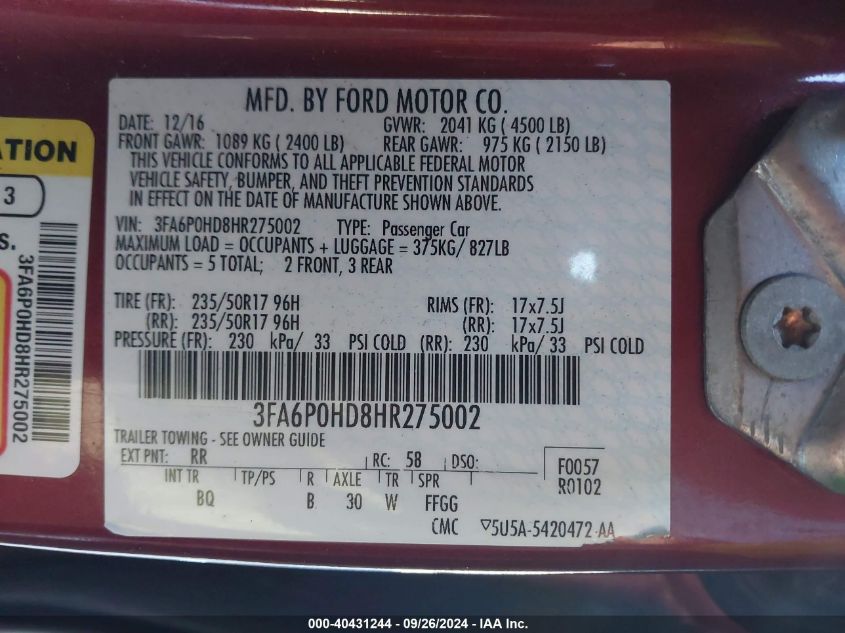 MFD. BY FORD MOTOR CO.
DATE: 12/16 GVWR: 2041 KG ( 4500 LB)
FRONT GAWR: 1089 KG ( 2400 LB) REAR GAWR: 975 KG ( 2150 LB)
THIS VEHICLE CONFORMS TO ALL APPLICABLE FEDERAL MOTOR
VEHICLE SAFETY, BUMPER, AND THEFT PREVENTION STANDARDS
IN EFFECT ON THE DATE OF MANUFACTURE SHOWN ABOVE.
VIN: 3FA6P0HD8HR275002 TYPE: Passenger Car
MAXIMUM LOAD = OCCUPANTS + LUGGAGE = 375KG/ 827LB
OCCUPANTS = 5 TOTAL; 2 FRONT, 3 REAR
TIRE (FR): 235/50R17 96H RIMS (FR): 17x7.5J
(RR): 235/50R17 96H (RR): 17x7.5J
PRESSURE (FR): 230 kPa/ 33 PSI COLD (RR): 230 kPa/ 33 PSI COLD
3FA6P0HD8HR275002
TRAILER TOWING - SEE OWNER GUIDE
EXT PNT: RR RC: 58 DSO: F0057
INT TR TP/PS R AXLE TR SPR R0102
BQ B 30 W FFGG
CMC ▽5U5A-5420472-AA
ATION
3
S.
3FA6P0HD8HR275002
000-40431244 - 09/26/2024 - IAA Inc.